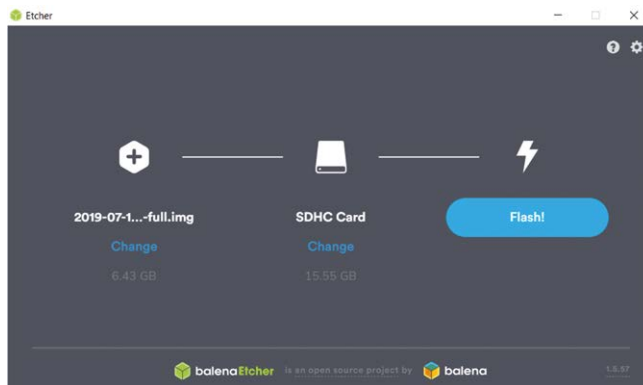 Etcher
2019-07-1...-full.img
SDHC Card
Flash!
Change
Change
6.43 GB
15.55 GB
balenaEtcher is an open source project by balena
1.5.57